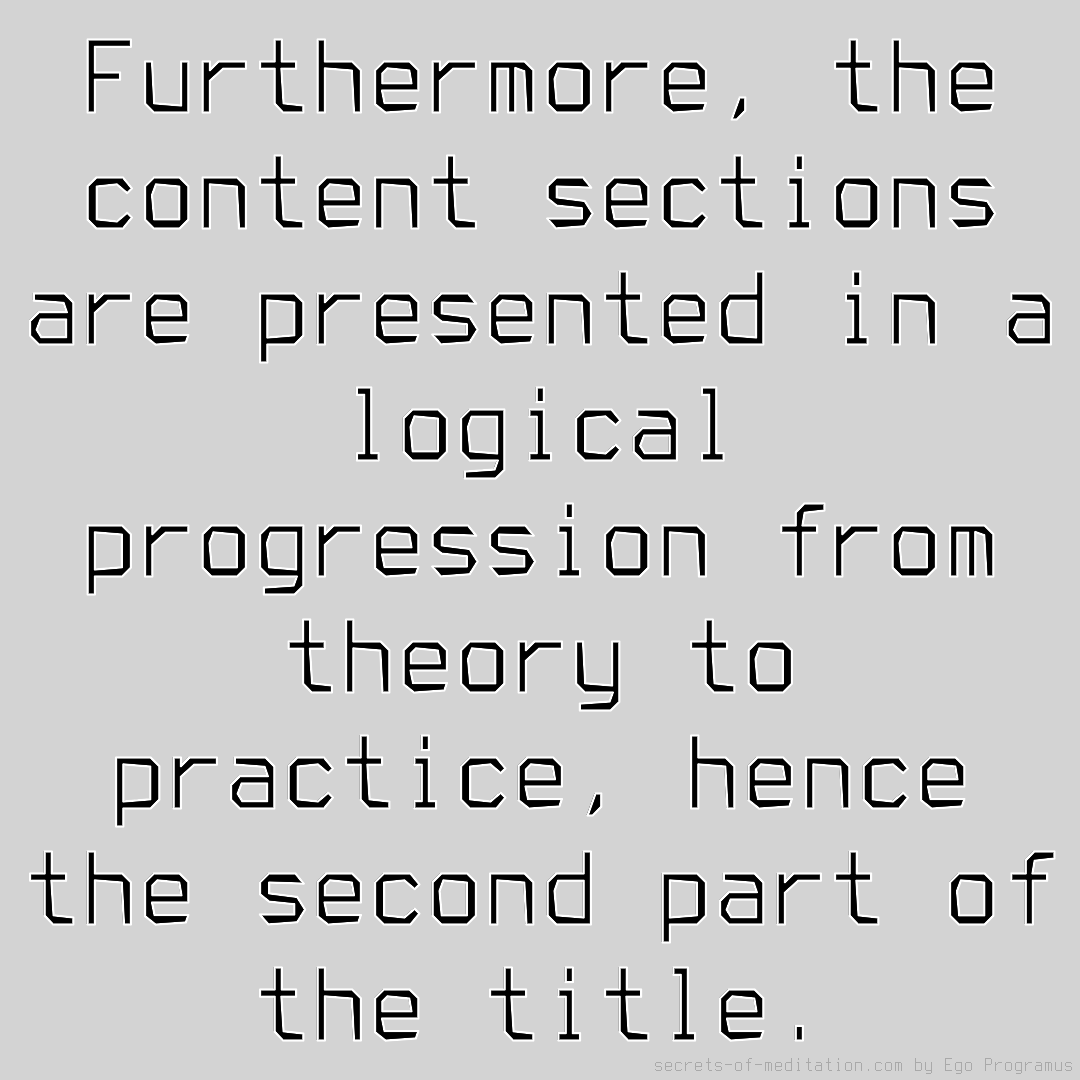 Furthermore, the
content sections
are presented in a
logical
progression from
theory to
practice, hence
the second part of
the title.
secrets-of-meditation.com by Ego Programus